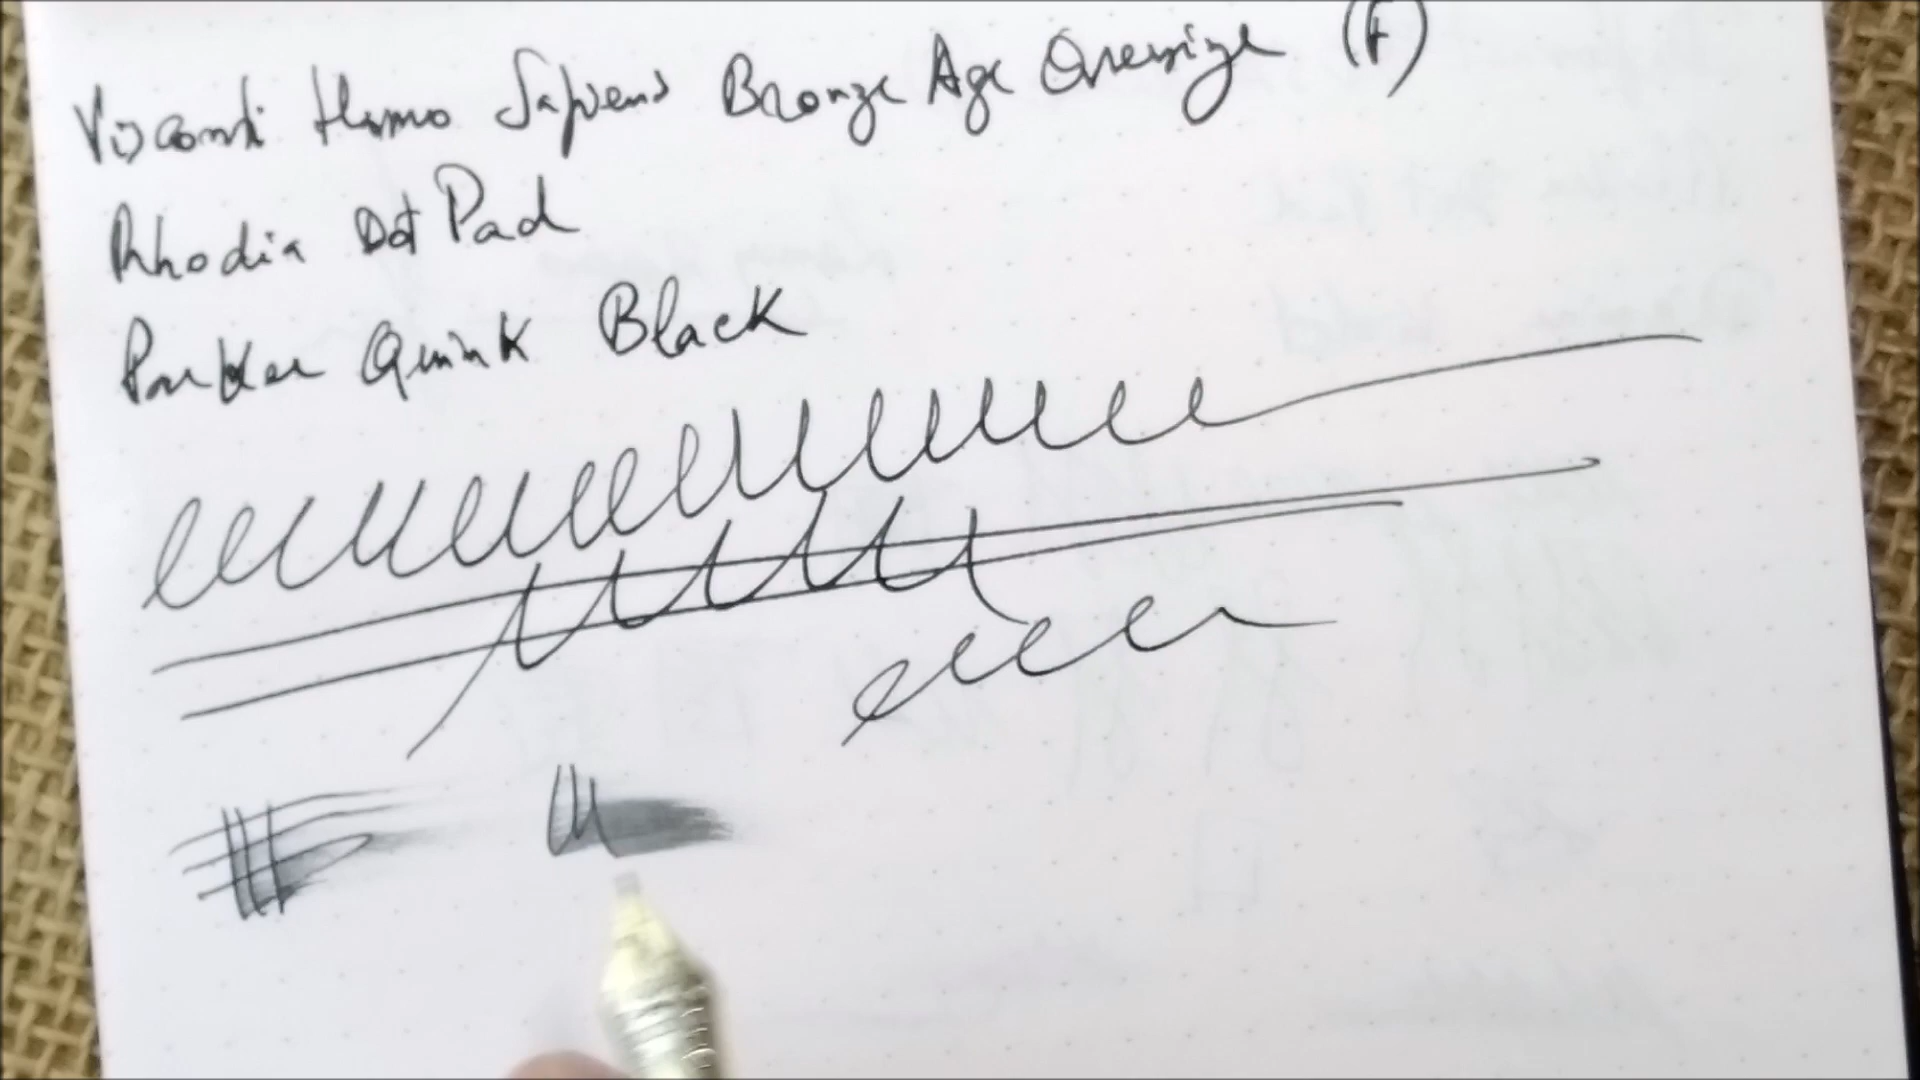 Visconti Homo Sapiens Bronze Age Oversize (F)
Rhodia Dot Pad
Parker Quink Black